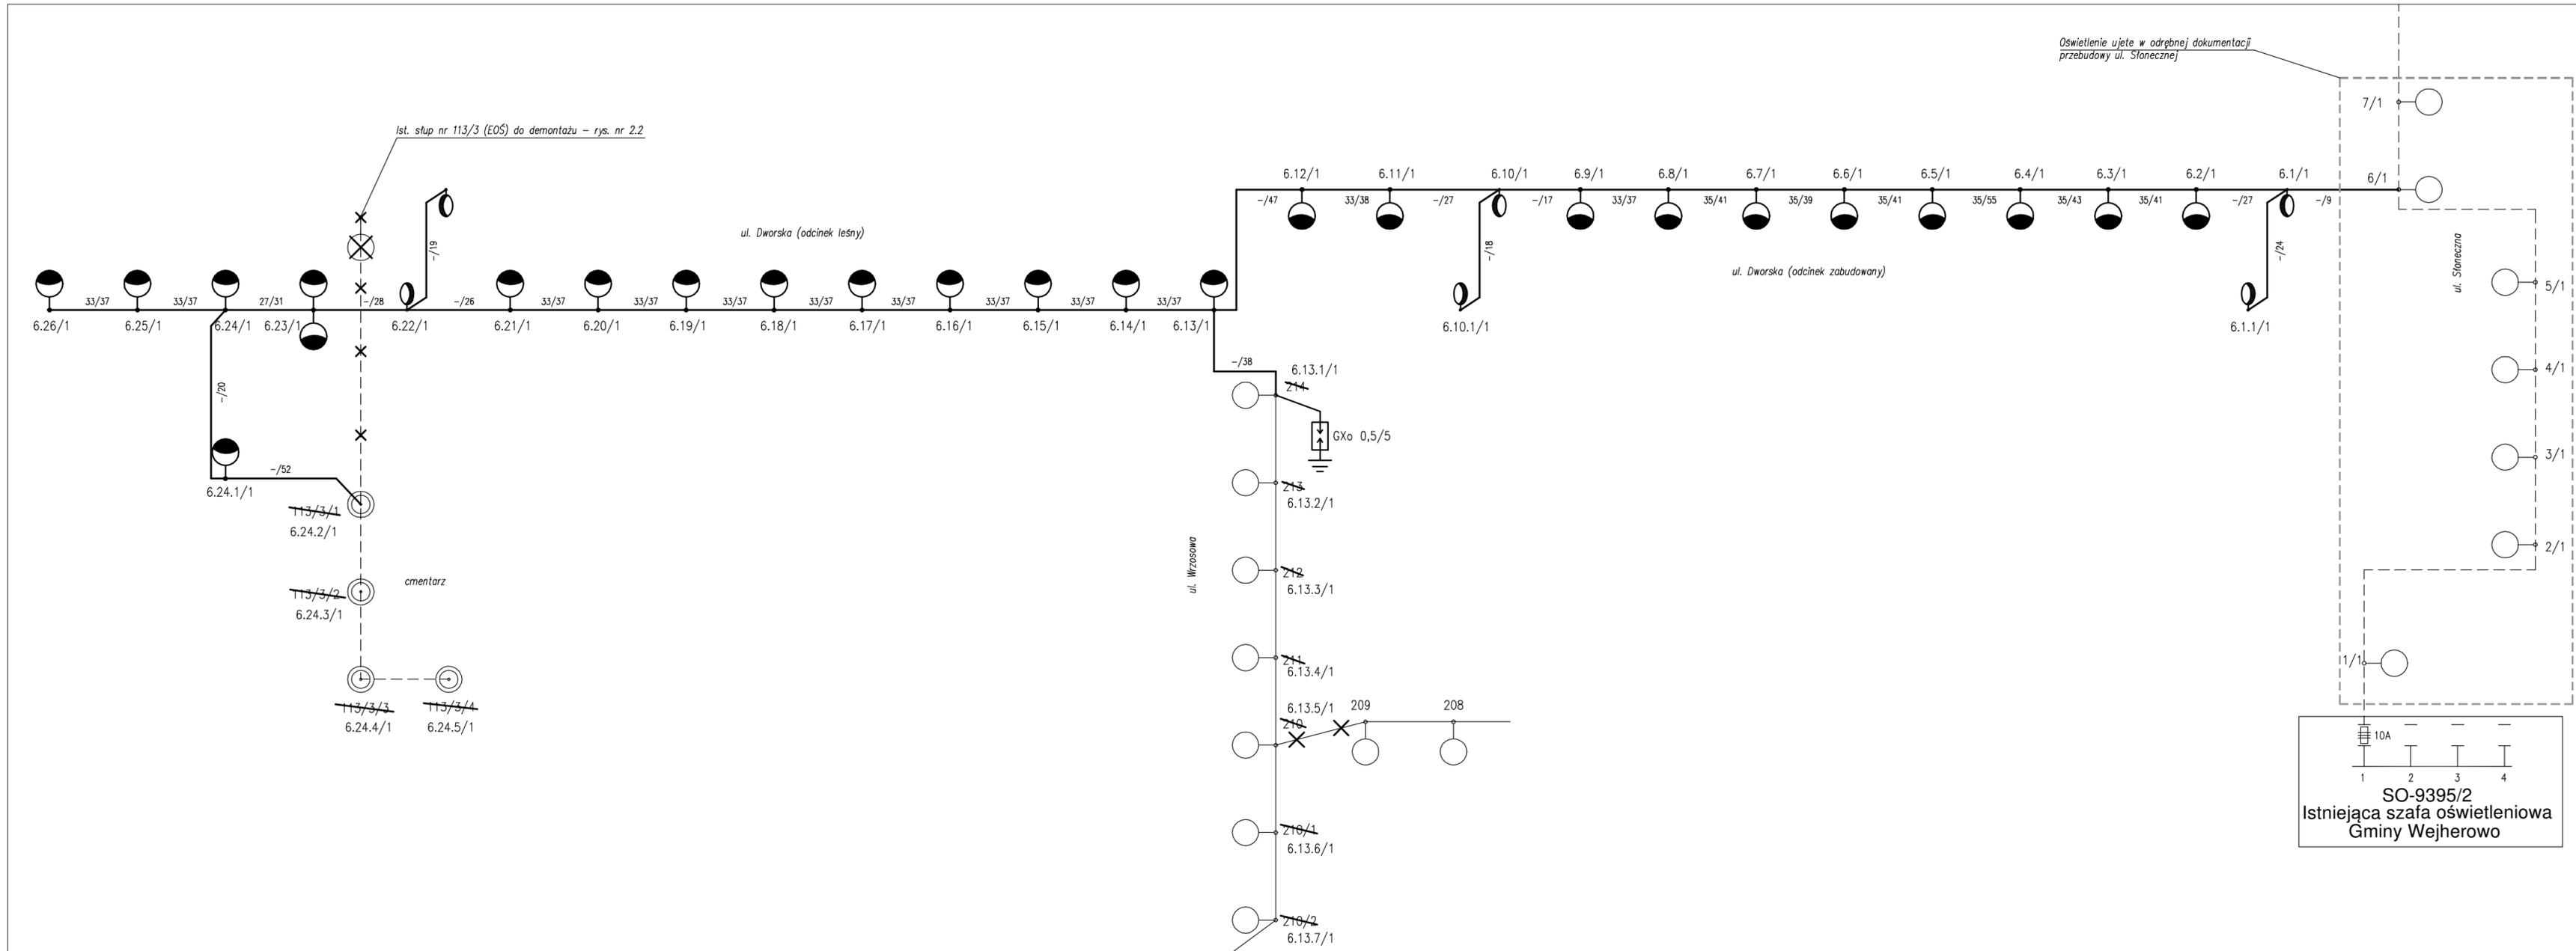 Oświetlenie ujete w odrębnej dokumentacji
przebudowy ul. Słonecznej
7/1
Ist. słup nr 113/3 (EOŚ) do demontażu – rys. nr 2.2
6.12/1 6.11/1 6.10/1 6.9/1 6.8/1 6.7/1 6.6/1 6.5/1 6.4/1 6.3/1 6.2/1 6.1/1 6/1
-/47 33/38 -/27 -/17 33/37 35/41 35/39 35/41 35/55 35/43 35/41 -/27 -/9
ul. Dworska (odcinek leśny)
-/19
-/18
-/24
ul. Słoneczna
ul. Dworska (odcinek zabudowany)
5/1
33/37 33/37 27/31 -/28 -/26 33/37 33/37 33/37 33/37 33/37 33/37 33/37 33/37
6.26/1 6.25/1 6.24/1 6.23/1 6.22/1 6.21/1 6.20/1 6.19/1 6.18/1 6.17/1 6.16/1 6.15/1 6.14/1 6.13/1
6.10.1/1
6.1.1/1
-/38
6.13.1/1
214
4/1
-/20
GXo 0,5/5
3/1
-/52
6.24.1/1
213
6.13.2/1
113/3/1
6.24.2/1
2/1
ul. Wrzosowa
212
6.13.3/1
cmentarz
113/3/2
6.24.3/1
211
6.13.4/1
1/1
113/3/3
6.24.4/1
113/3/4
6.24.5/1
6.13.5/1
210
209
208
10A
1 2 3 4
SO-9395/2
Istniejąca szafa oświetleniowa
Gminy Wejherowo
210/1
6.13.6/1
210/2
6.13.7/1